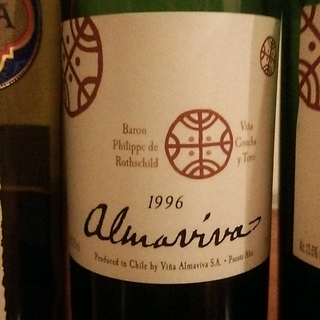 Baron
Philippe de
Rothschild
Viña
Concha
y Toro
1996
almaviva
Produced in Chile by Viña Almaviva S.A. - Puente Alto